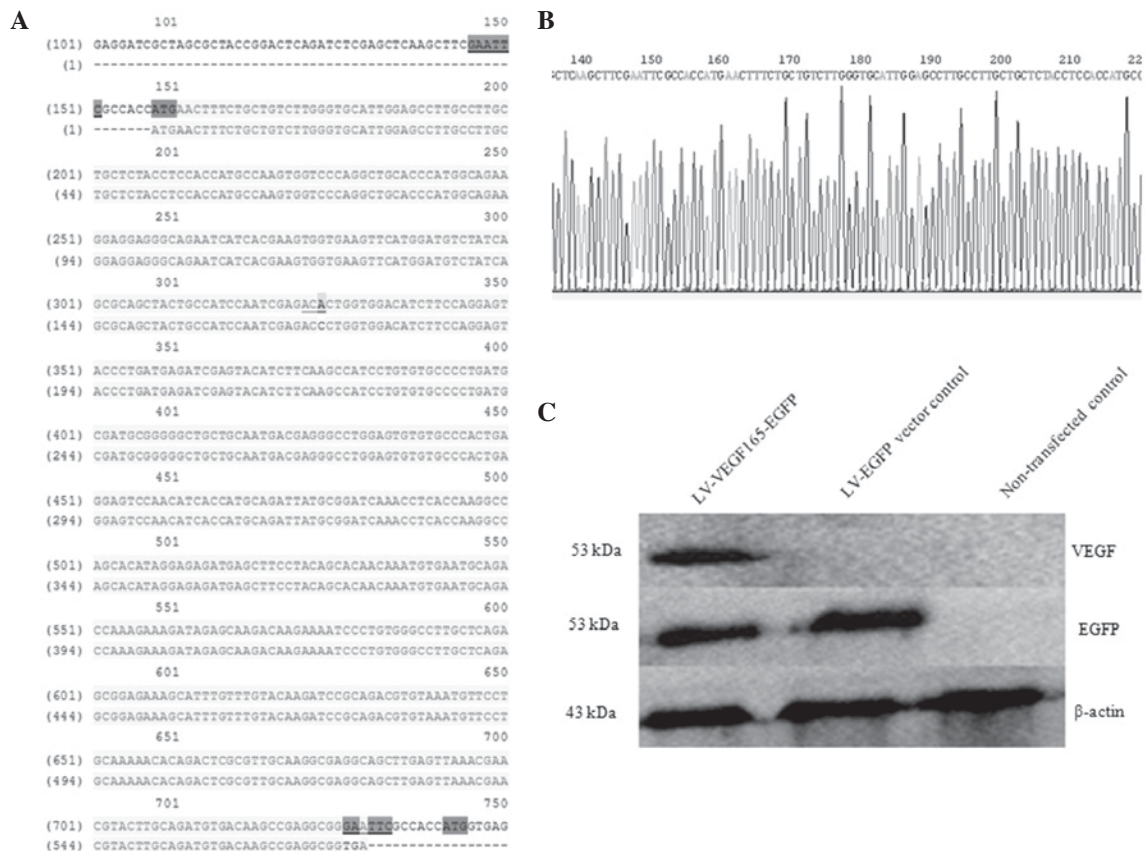 A
101 150
(101) GAGGATCGCTAGCGCTACCGGACTCAGATCTCGAGCTCAAGCTTCGAATT
(1) --------------------------------------------------
151 200
(151) CGCCACCATGAACTTTCTGCTGTCTTGGGTGCATTGGAGCCTTGCCTTGC
(1) -------ATGAACTTTCTGCTGTCTTGGGTGCATTGGAGCCTTGCCTTGC
201 250
(201) TGCTCTACCTCCACCATGCCAAGTGGTCCCAGGCTGCACCCATGGCAGAA
(44) TGCTCTACCTCCACCATGCCAAGTGGTCCCAGGCTGCACCCATGGCAGAA
251 300
(251) GGAGGAGGGCAGAATCATCACGAAGTGGTGAAGTTCATGGATGTCTATCA
(94) GGAGGAGGGCAGAATCATCACGAAGTGGTGAAGTTCATGGATGTCTATCA
301 350
(301) GCGCAGCTACTGCCATCCAATCGAGACACTGGTGGACATCTTCCAGGAGT
(144) GCGCAGCTACTGCCATCCAATCGAGACCCTGGTGGACATCTTCCAGGAGT
351 400
(351) ACCCTGATGAGATCGAGTACATCTTCAAGCCATCCTGTGTGCCCCTGATG
(194) ACCCTGATGAGATCGAGTACATCTTCAAGCCATCCTGTGTGCCCCTGATG
401 450
(401) CGATGCGGGGGCTGCTGCAATGACGAGGGCCTGGAGTGTGTGCCCACTGA
(244) CGATGCGGGGGCTGCTGCAATGACGAGGGCCTGGAGTGTGTGCCCACTGA
451 500
(451) GGAGTCCAACATCACCATGCAGATTATGCGGATCAAACCTCACCAAGGCC
(294) GGAGTCCAACATCACCATGCAGATTATGCGGATCAAACCTCACCAAGGCC
501 550
(501) AGCACATAGGAGAGATGAGCTTCCTACAGCACAACAAATGTGAATGCAGA
(344) AGCACATAGGAGAGATGAGCTTCCTACAGCACAACAAATGTGAATGCAGA
551 600
(551) CCAAAGAAAGATAGAGCAAGACAAGAAAATCCCTGTGGGCCTTGCTCAGA
(394) CCAAAGAAAGATAGAGCAAGACAAGAAAATCCCTGTGGGCCTTGCTCAGA
601 650
(601) GCGGAGAAAGCATTTGTTTGTACAAGATCCGCAGACGTGTAAATGTTCCT
(444) GCGGAGAAAGCATTTGTTTGTACAAGATCCGCAGACGTGTAAATGTTCCT
651 700
(651) GCAAAAACACAGACTCGCGTTGCAAGGCGAGGCAGCTTGAGTTAAACGAA
(494) GCAAAAACACAGACTCGCGTTGCAAGGCGAGGCAGCTTGAGTTAAACGAA
701 750
(701) CGTACTTGCAGATGTGACAAGCCGAGGCGGGAATTCGCCACCATGGTGAG
(544) CGTACTTGCAGATGTGACAAGCCGAGGCGGTGA-----------------
B
140 150 160 170 180 190 200 210 22
GCTCAAGCTTCGAATTCGCCACCATGAACTTTCTGCTGTCTTGGGTGCATTGGAGCCTTGCCTTGCTGCTCTACCTCCACCATGCC
C
LV-VEGF165-EGFP
LV-EGFP vector control
Non-transfected control
53 kDa VEGF
53 kDa EGFP
43 kDa β-actin